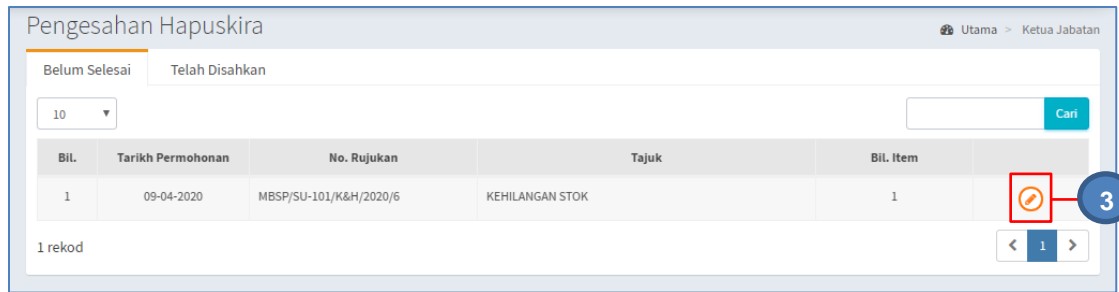 Pengesahan Hapuskira
Utama > Ketua Jabatan
Belum Selesai Telah Disahkan
10 Cari
Bil. Tarikh Permohonan No. Rujukan Tajuk Bil. Item
1 09-04-2020 MBSP/SU-101/K&H/2020/6 KEHILANGAN STOK 1
3
1 rekod < 1 >